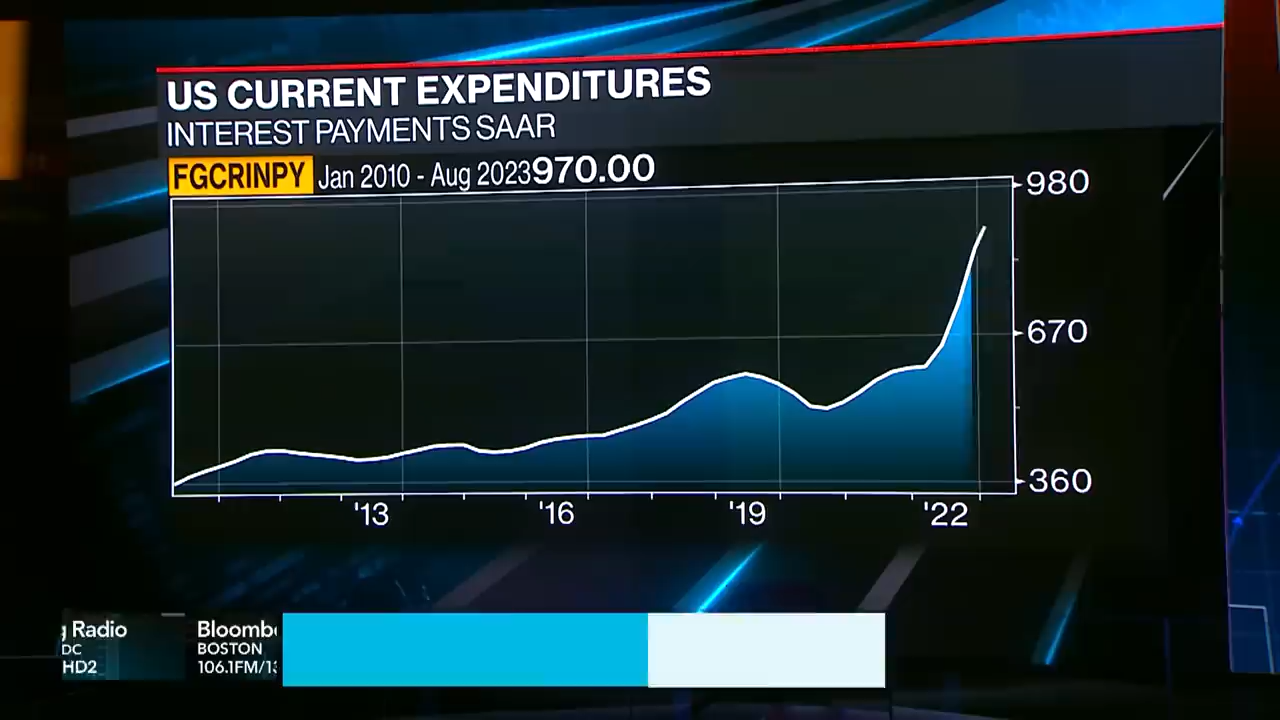 US CURRENT EXPENDITURES
INTEREST PAYMENTS SAAR
FGCRINPY Jan 2010 - Aug 2023 970.00
980
670
360
'13 '16 '19 '22
Radio Bloomb
DC BOSTON
HD2 106.1FM/13